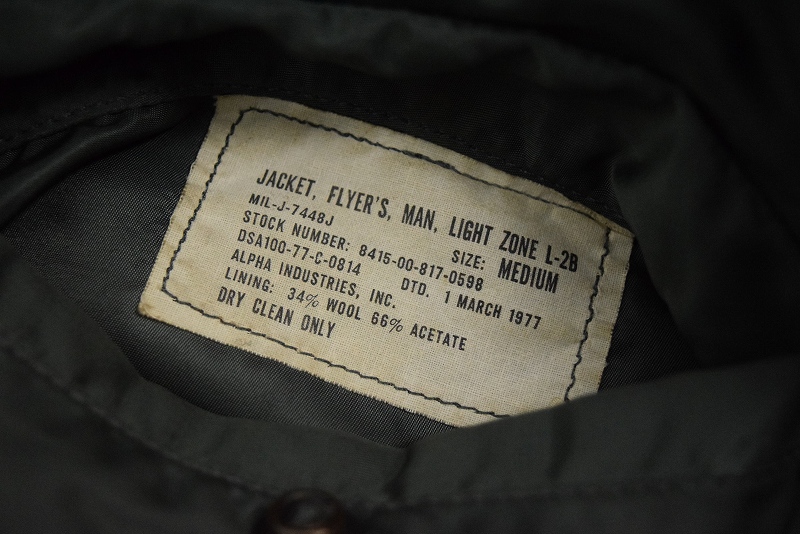 JACKET, FLYER'S, MAN, LIGHT ZONE L-2B
MIL-J-7448J SIZE: MEDIUM
STOCK NUMBER: 8415-00-817-0598
DSA100-77-C-0814 DTD. 1 MARCH 1977
ALPHA INDUSTRIES, INC.
LINING: 34% WOOL 66% ACETATE
DRY CLEAN ONLY